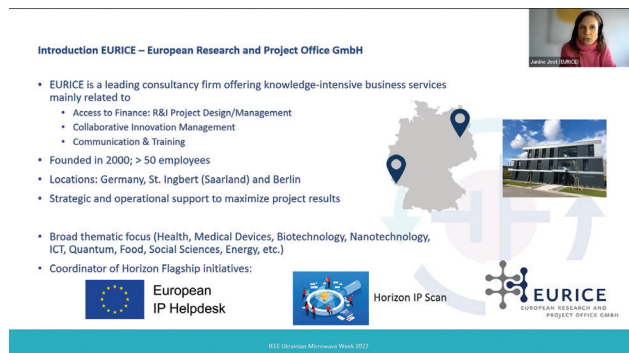 Introduction EURICE – European Research and Project Office GmbH
Janine Jost (EURICE)
• EURICE is a leading consultancy firm offering knowledge-intensive business services
mainly related to
• Access to Finance: R&I Project Design/Management
• Collaborative Innovation Management
• Communication & Training
• Founded in 2000; > 50 employees
• Locations: Germany, St. Ingbert (Saarland) and Berlin
• Strategic and operational support to maximize project results
• Broad thematic focus (Health, Medical Devices, Biotechnology, Nanotechnology,
ICT, Quantum, Food, Social Sciences, Energy, etc.)
• Coordinator of Horizon Flagship initiatives:
European
IP Helpdesk
Horizon IP Scan
EURICE
EUROPEAN RESEARCH AND
PROJECT OFFICE GMBH
IEEE Ukrainian Microwave Week 2022